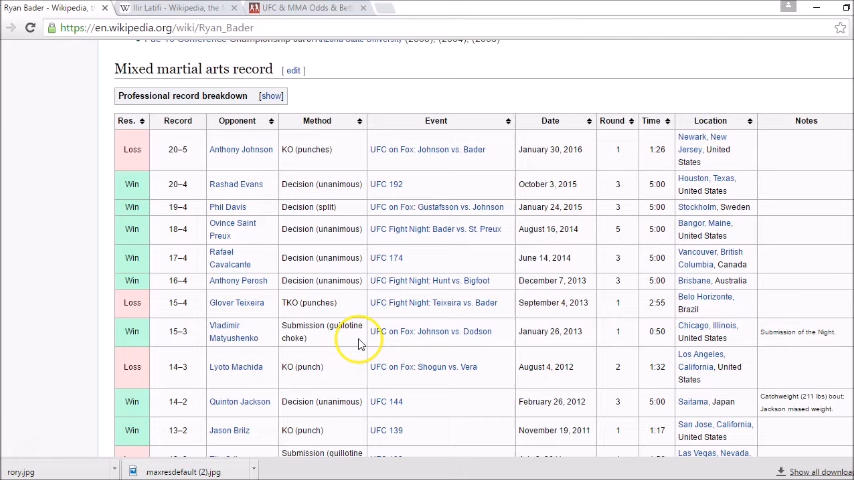 Ryan Bader - Wikipedia, t
Ilir Latifi - Wikipedia, the f
UFC & MMA Odds & Bett
https://en.wikipedia.org/wiki/Ryan_Bader
Mixed martial arts record [ edit ]
Professional record breakdown [show]
Res. Record Opponent Method Event Date Round Time Location Notes
Loss 20–5 Anthony Johnson KO (punches) UFC on Fox: Johnson vs. Bader January 30, 2016 1 1:26 Newark, New Jersey, United States
Win 20–4 Rashad Evans Decision (unanimous) UFC 192 October 3, 2015 3 5:00 Houston, Texas, United States
Win 19–4 Phil Davis Decision (split) UFC on Fox: Gustafsson vs. Johnson January 24, 2015 3 5:00 Stockholm, Sweden
Win 18–4 Ovince Saint Preux Decision (unanimous) UFC Fight Night: Bader vs. St. Preux August 16, 2014 5 5:00 Bangor, Maine, United States
Win 17–4 Rafael Cavalcante Decision (unanimous) UFC 174 June 14, 2014 3 5:00 Vancouver, British Columbia, Canada
Win 16–4 Anthony Perosh Decision (unanimous) UFC Fight Night: Hunt vs. Bigfoot December 7, 2013 3 5:00 Brisbane, Australia
Loss 15–4 Glover Teixeira TKO (punches) UFC Fight Night: Teixeira vs. Bader September 4, 2013 1 2:55 Belo Horizonte, Brazil
Win 15–3 Vladimir Matyushenko Submission (guillotine choke) UFC on Fox: Johnson vs. Dodson January 26, 2013 1 0:50 Chicago, Illinois, United States Submission of the Night.
Loss 14–3 Lyoto Machida KO (punch) UFC on Fox: Shogun vs. Vera August 4, 2012 2 1:32 Los Angeles, California, United States
Win 14–2 Quinton Jackson Decision (unanimous) UFC 144 February 26, 2012 3 5:00 Saitama, Japan Catchweight (211 lbs) bout; Jackson missed weight.
Win 13–2 Jason Brilz KO (punch) UFC 139 November 19, 2011 1 1:17 San Jose, California, United States
Submission (guillotine Las Vegas, Nevada,
rory.jpg
maxresdefault (2).jpg
Show all downloa